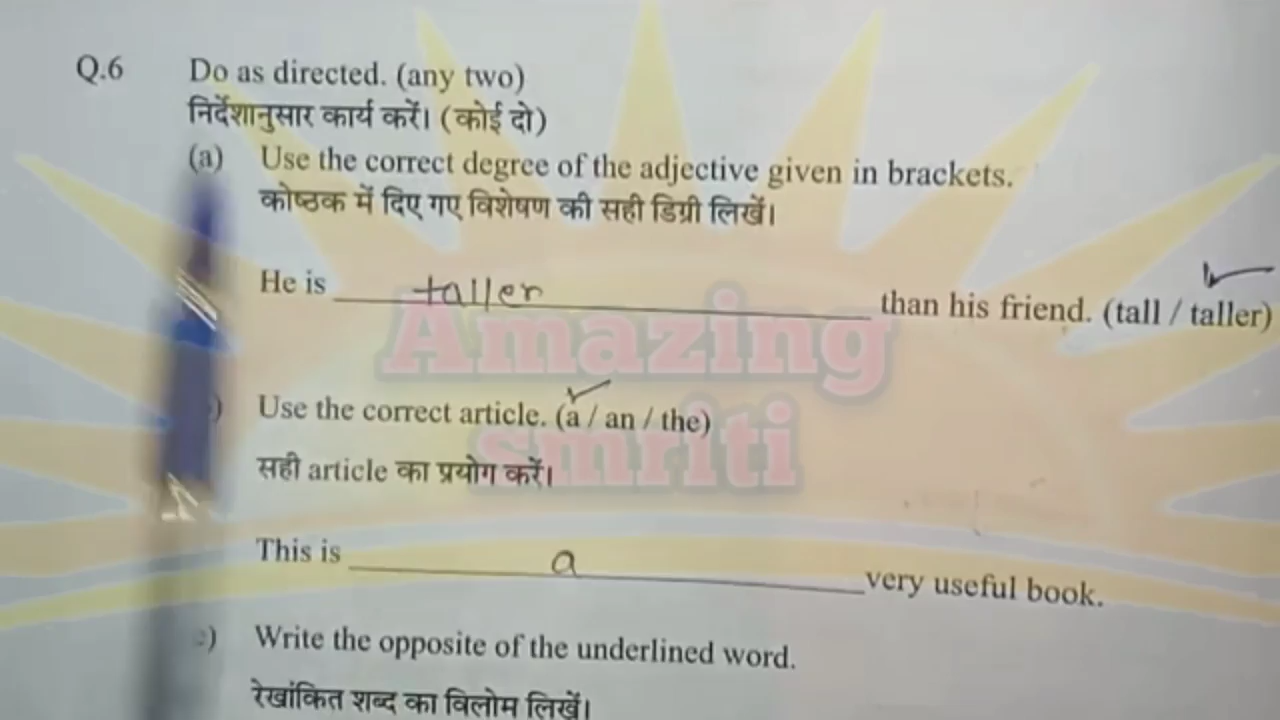 Q.6 Do as directed. (any two)
निर्देशानुसार कार्य करें। (कोई दो)
(a) Use the correct degree of the adjective given in brackets.
कोष्ठक में दिए गए विशेषण की सही डिग्री लिखें।
He is taller than his friend. (tall / taller)
) Use the correct article. (a / an / the)
सही article का प्रयोग करें।
This is a very useful book.
) Write the opposite of the underlined word.
रेखांकित शब्द का विलोम लिखें।
Amazing
smriti